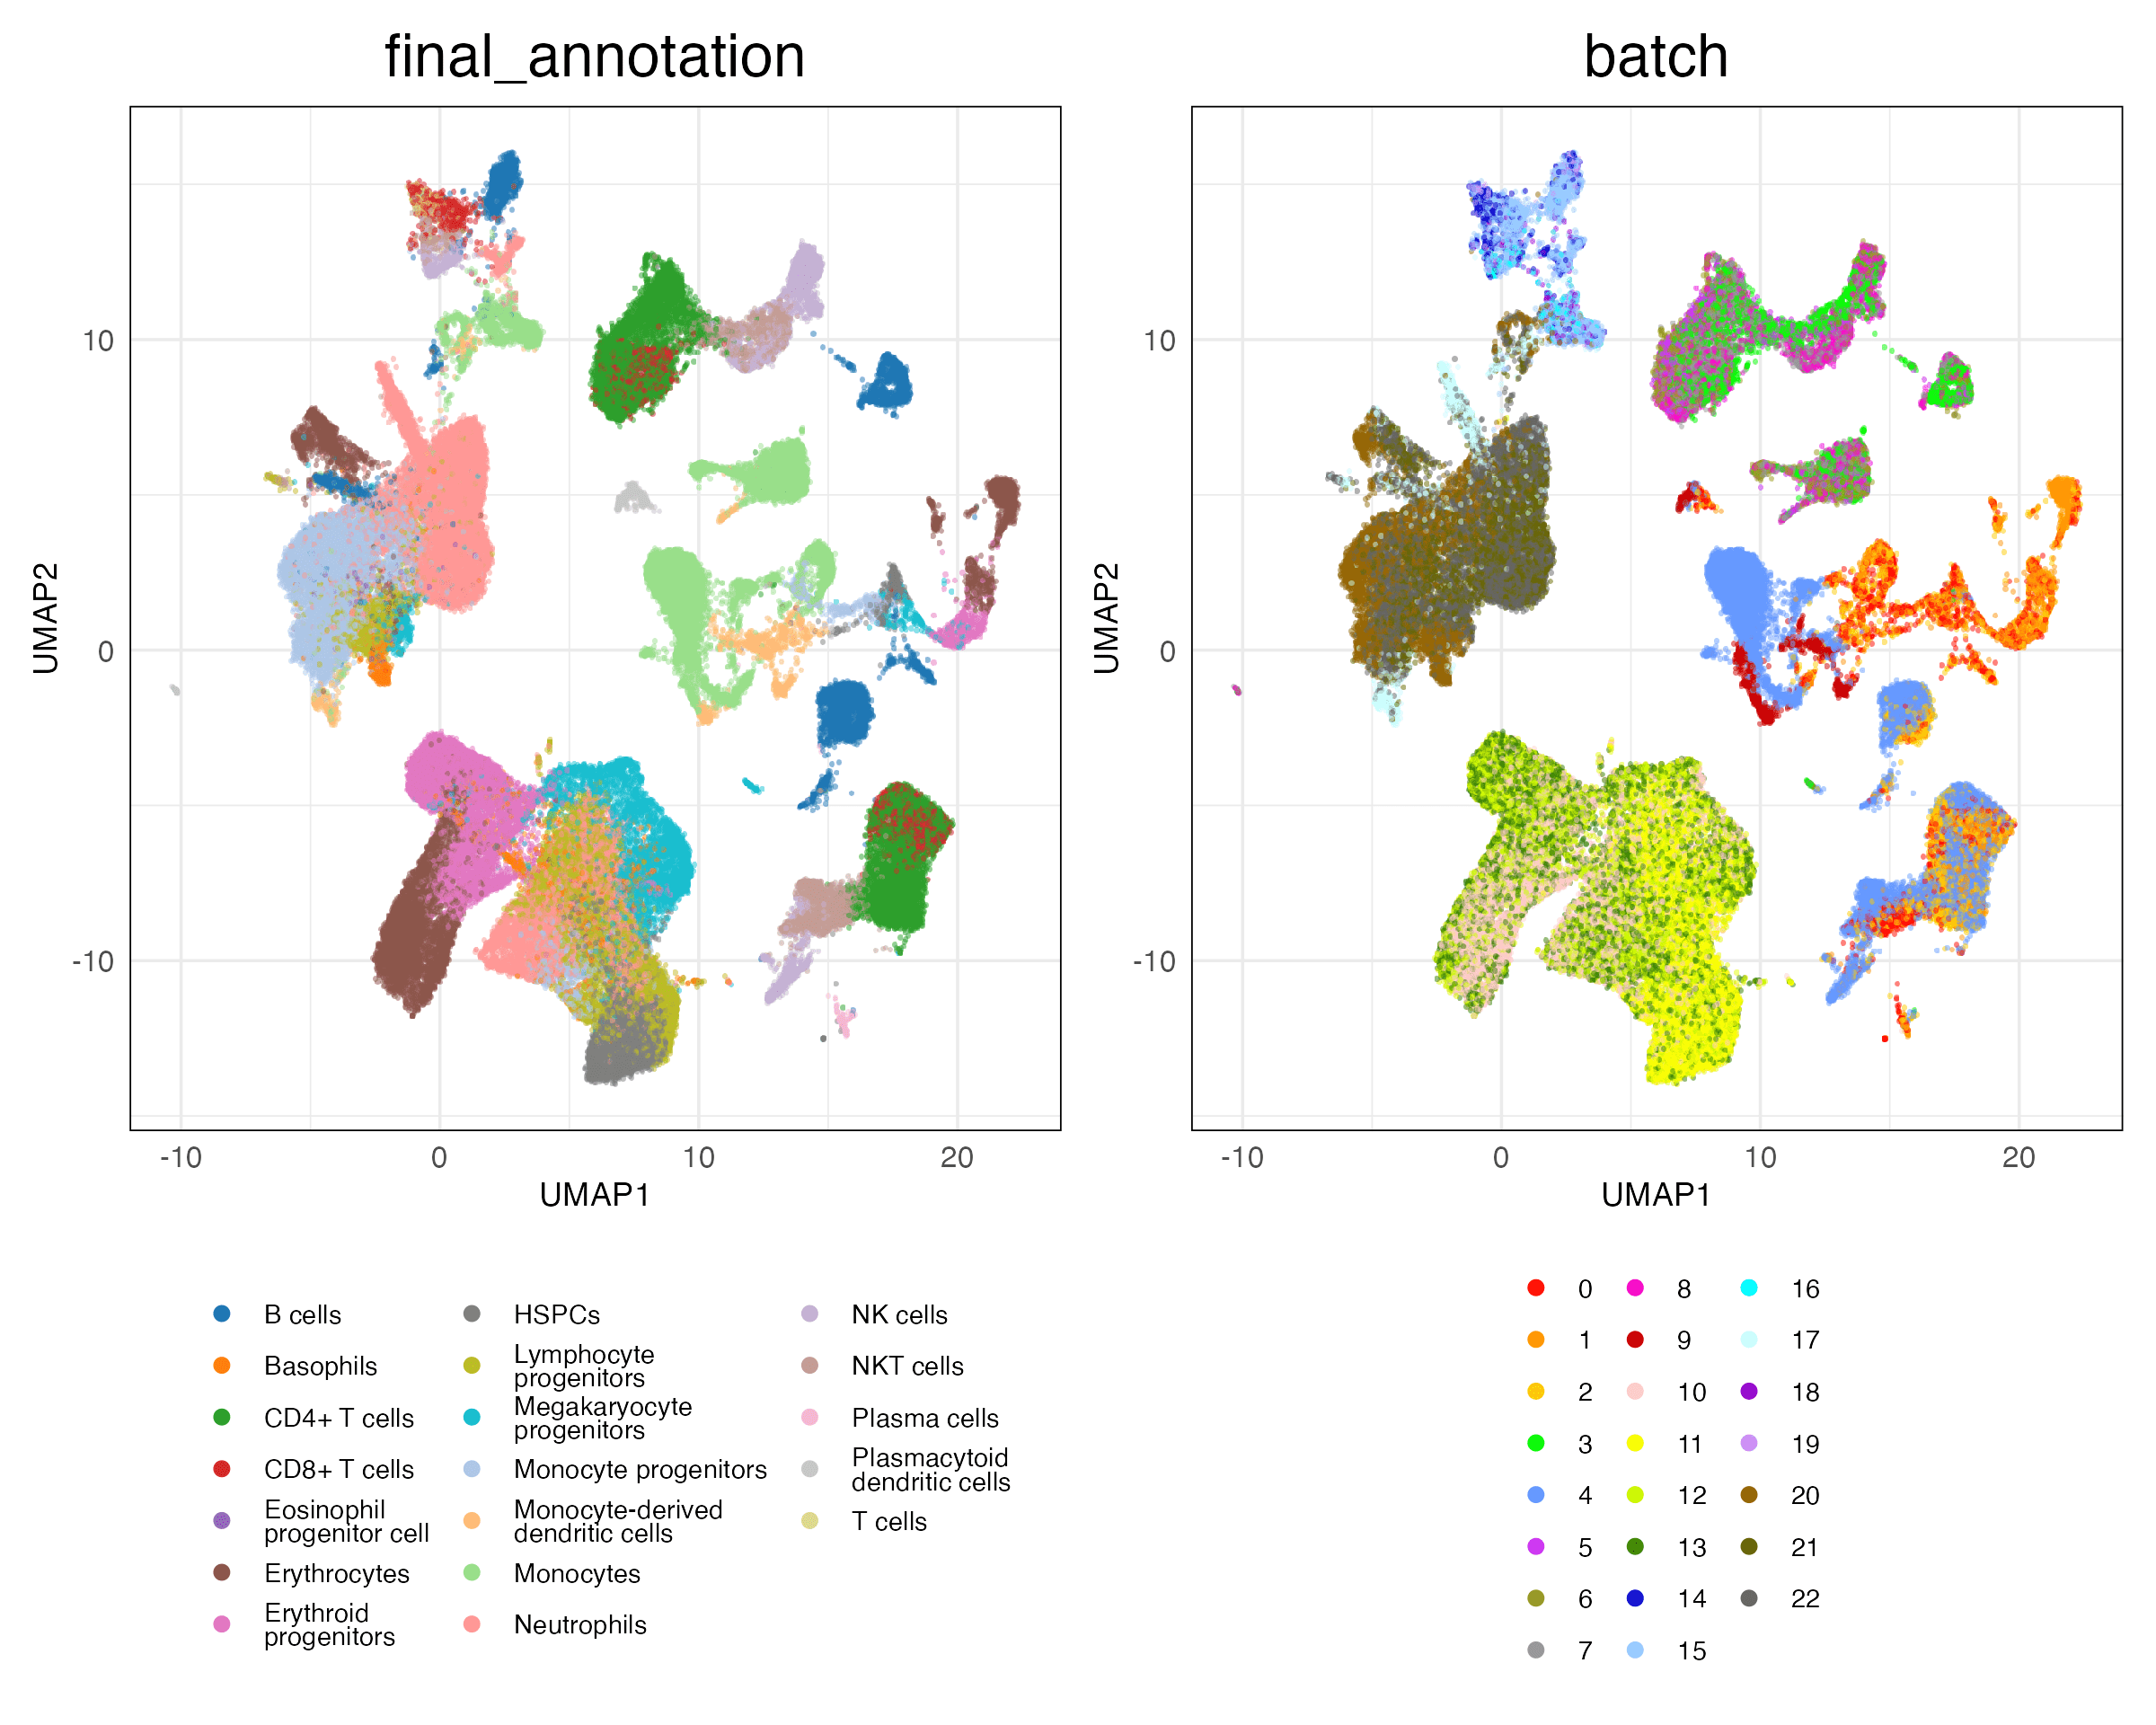 final_annotation
batch
UMAP2
10
0
-10
-10
0
10
20
UMAP1
UMAP2
10
0
-10
-10
0
10
20
UMAP1
B cells
Basophils
CD4+ T cells
CD8+ T cells
Eosinophil
progenitor cell
Erythrocytes
Erythroid
progenitors
HSPCs
Lymphocyte
progenitors
Megakaryocyte
progenitors
Monocyte progenitors
Monocyte-derived
dendritic cells
Monocytes
Neutrophils
NK cells
NKT cells
Plasma cells
Plasmacytoid
dendritic cells
T cells
0
1
2
3
4
5
6
7
8
9
10
11
12
13
14
15
16
17
18
19
20
21
22